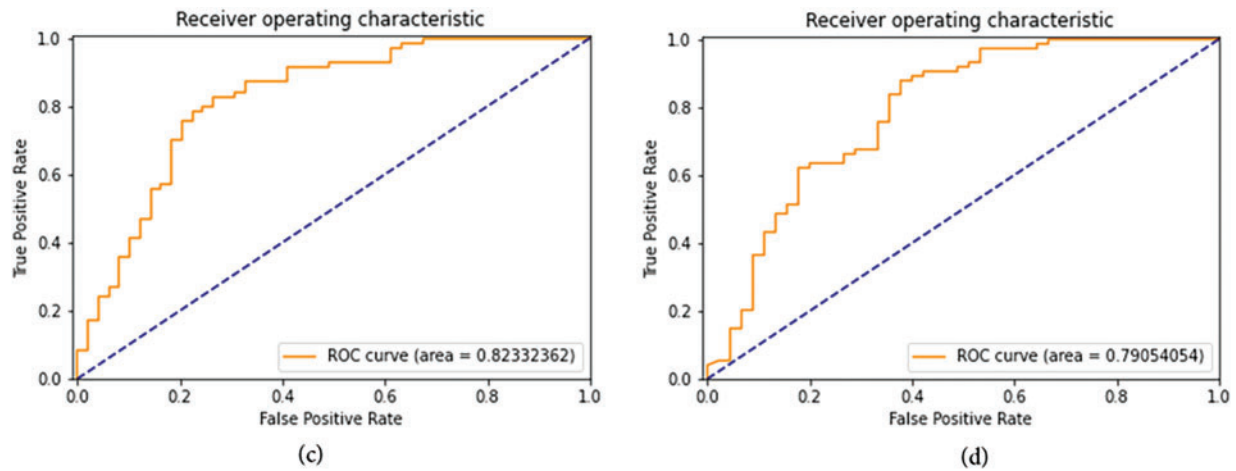 Receiver operating characteristic
1.0
0.8
0.6
0.4
0.2
0.0
True Positive Rate
ROC curve (area = 0.82332362)
0.0 0.2 0.4 0.6 0.8 1.0
False Positive Rate
(c)
Receiver operating characteristic
1.0
0.8
0.6
0.4
0.2
0.0
True Positive Rate
ROC curve (area = 0.79054054)
0.0 0.2 0.4 0.6 0.8 1.0
False Positive Rate
(d)